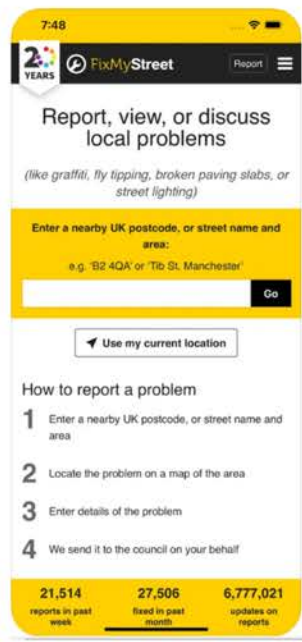 7:48
20
YEARS
FixMyStreet
Report
Report, view, or discuss
local problems
(like graffiti, fly tipping, broken paving slabs, or
street lighting)
Enter a nearby UK postcode, or street name and
area:
e.g. 'B2 4QA' or 'Tib St, Manchester'
Go
Use my current location
How to report a problem
1 Enter a nearby UK postcode, or street name and
area
2 Locate the problem on a map of the area
3 Enter details of the problem
4 We send it to the council on your behalf
21,514 27,506 6,777,021
reports in past fixed in past updates on
week month reports